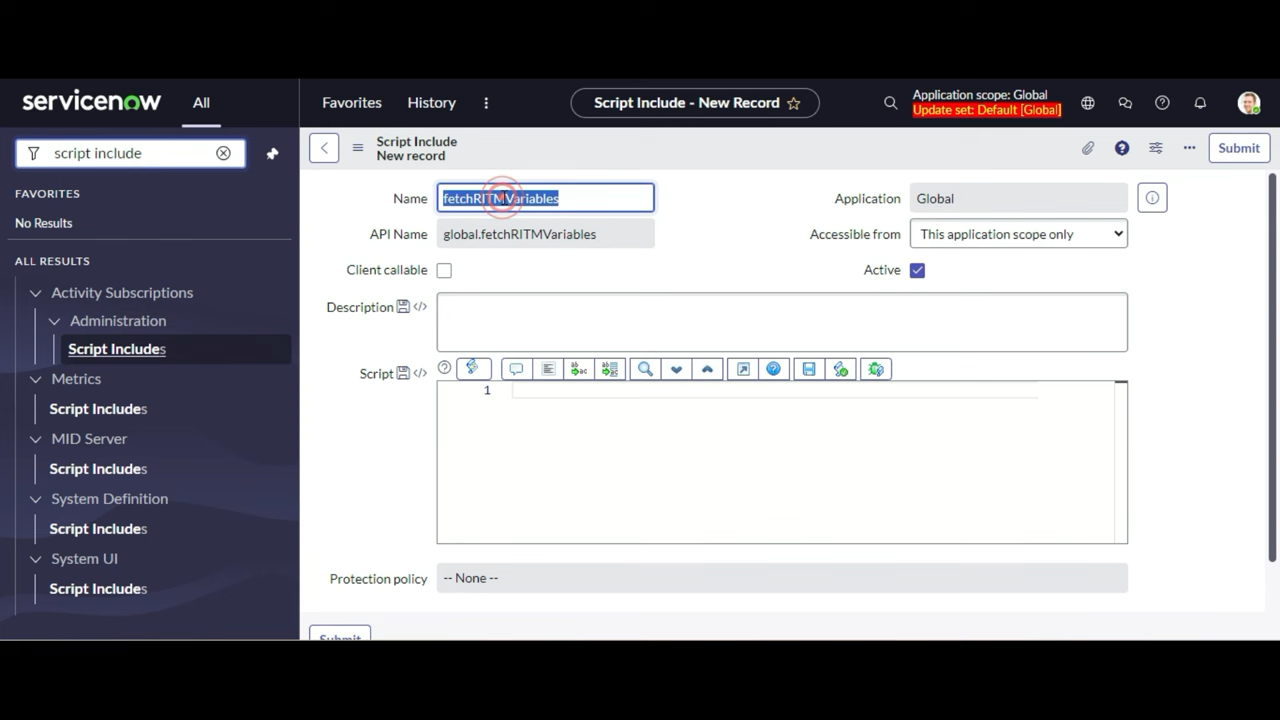 servicenow
All
Favorites
History
Script Include - New Record
Application scope: Global
Update set: Default [Global]
script include
FAVORITES
No Results
ALL RESULTS
Activity Subscriptions
Administration
Script Includes
Metrics
Script Includes
MID Server
Script Includes
System Definition
Script Includes
System UI
Script Includes
Script Include
New record
Submit
Name
fetchRITMVariables
Application
Global
API Name
global.fetchRITMVariables
Accessible from
This application scope only
Client callable
Active
Description
Script
1
Protection policy
-- None --
Submit